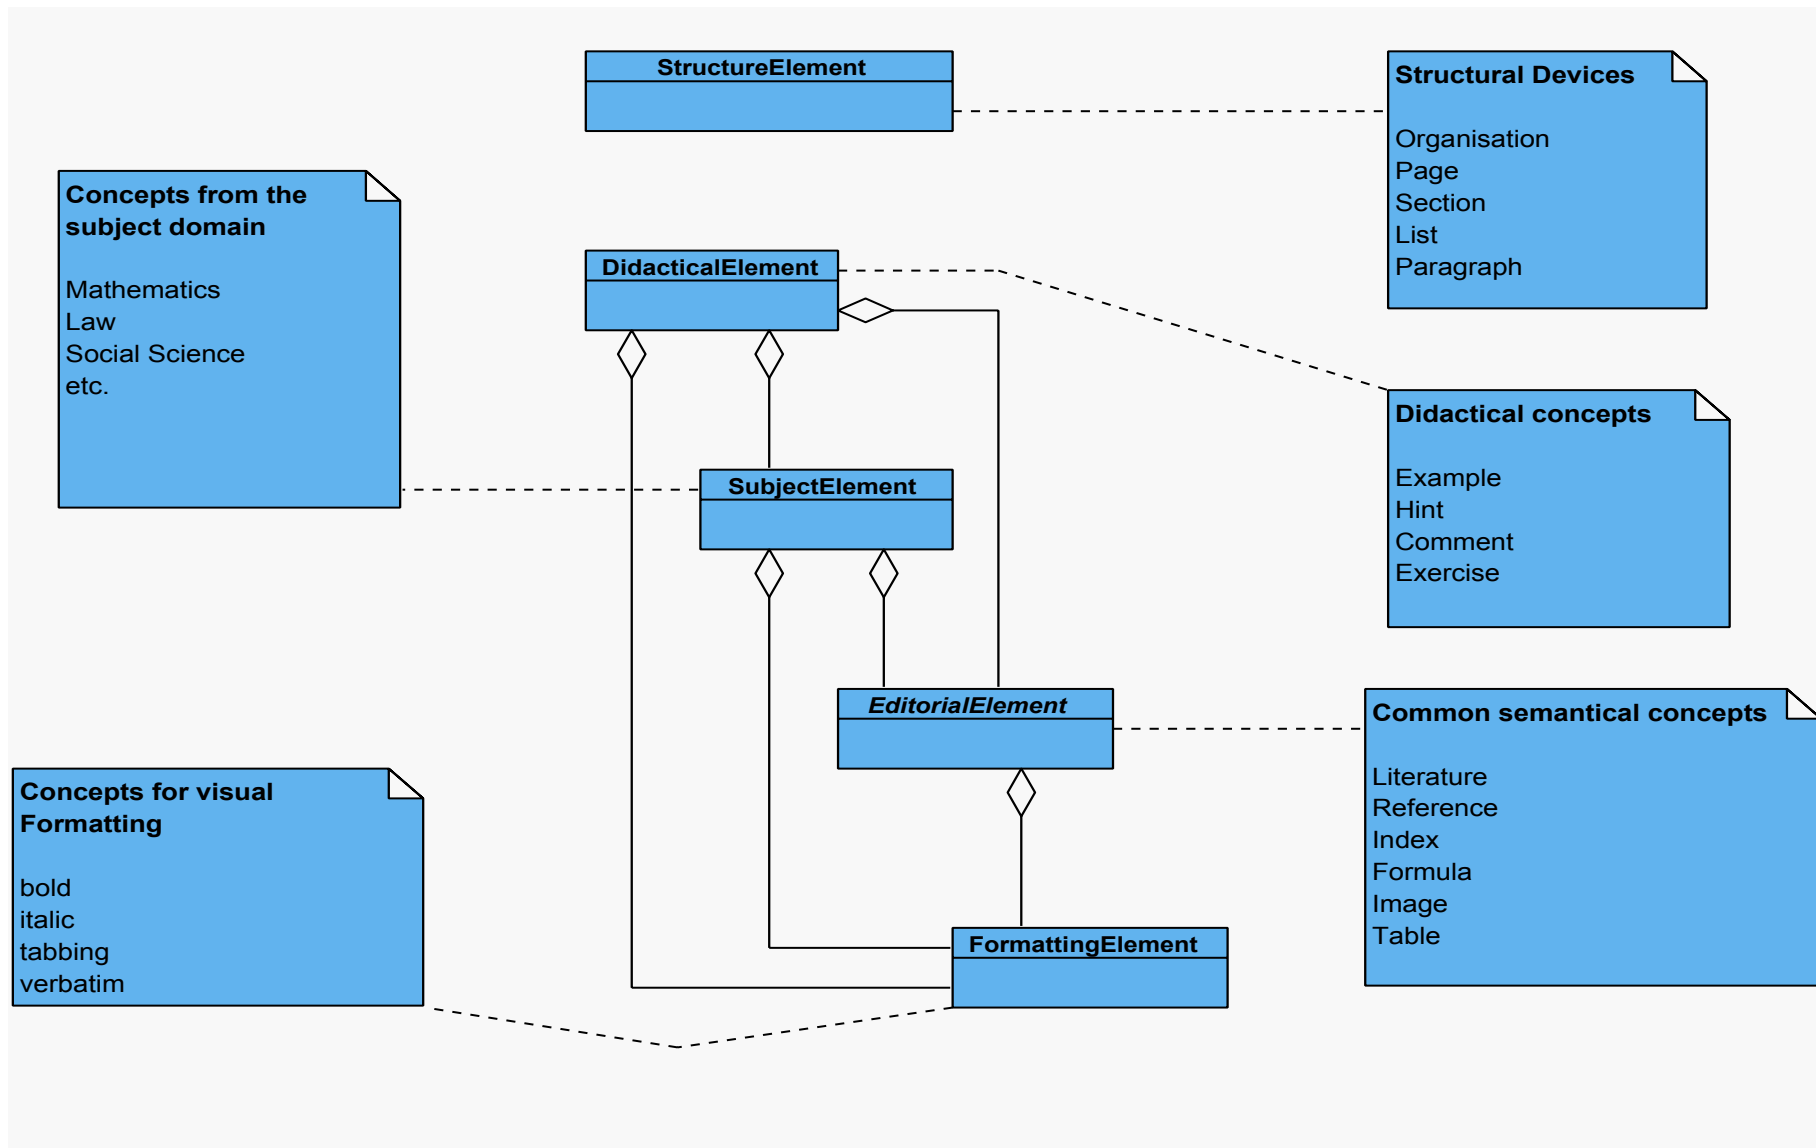 StructureElement
Structural Devices
Organisation
Page
Section
List
Paragraph
Concepts from the
subject domain
Mathematics
Law
Social Science
etc.
DidacticalElement
Didactical concepts
Example
Hint
Comment
Exercise
SubjectElement
EditorialElement
Common semantical concepts
Literature
Reference
Index
Formula
Image
Table
Concepts for visual
Formatting
bold
italic
tabbing
verbatim
FormattingElement